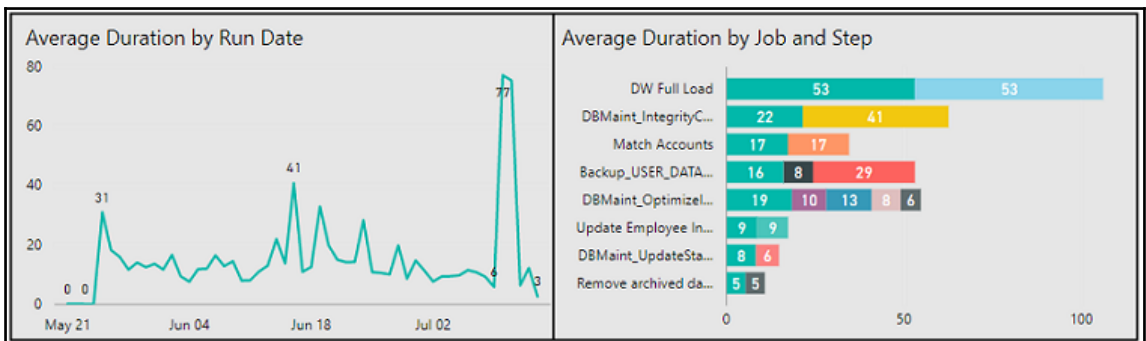 Average Duration by Run Date
80
60
40
20
0
0 0
31
41
77
6
3
May 21 Jun 04 Jun 18 Jul 02
Average Duration by Job and Step
DW Full Load 53 53
DBMaint_IntegrityC... 22 41
Match Accounts 17 17
Backup_USER_DATA... 16 8 29
DBMaint_OptimizeI... 19 10 13 8 6
Update Employee In... 9 9
DBMaint_UpdateSta... 8 6
Remove archived da... 5 5
0 50 100